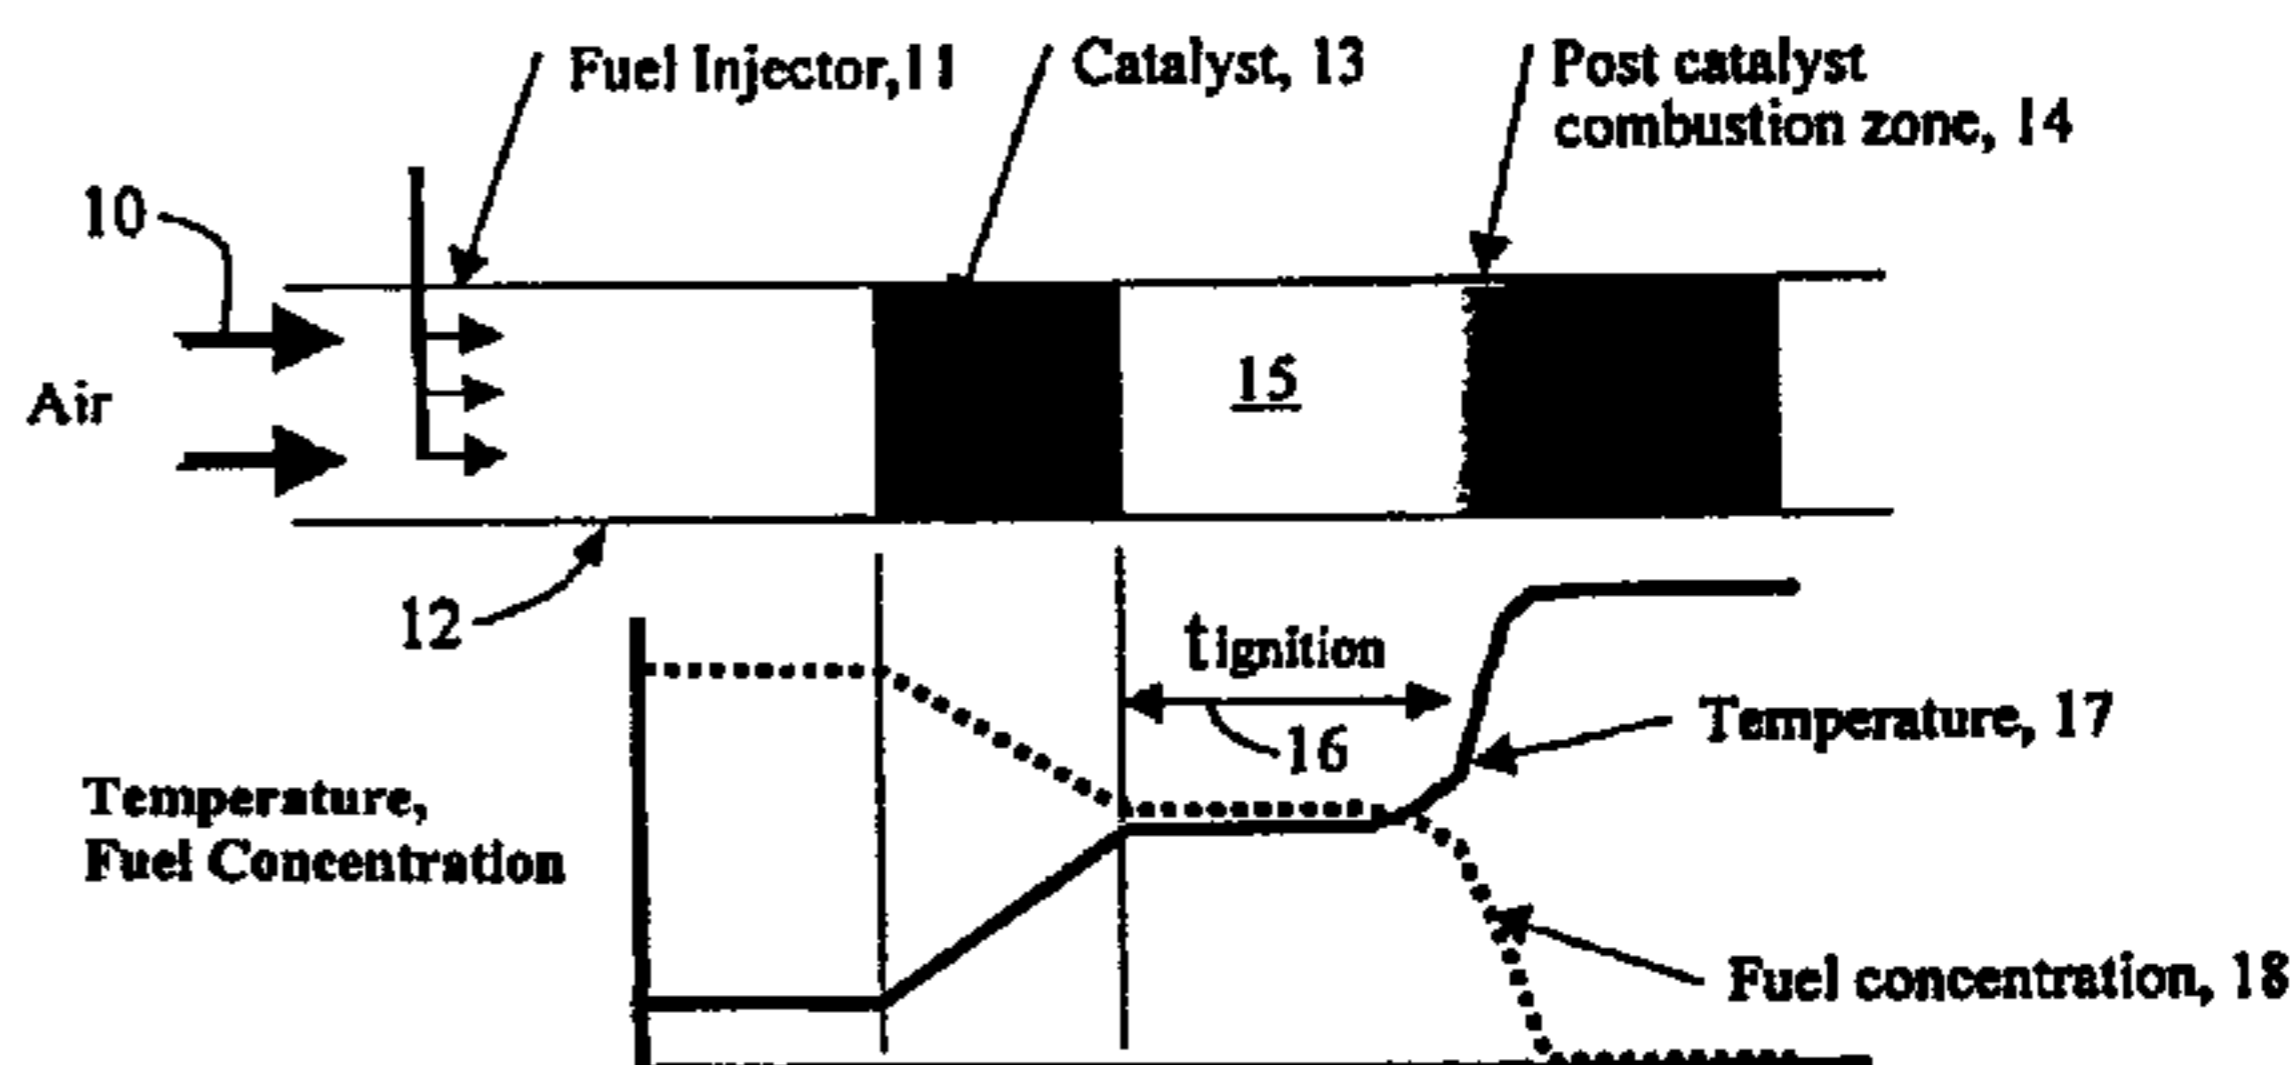 Fuel Injector,11
Catalyst, 13
Post catalyst
combustion zone, 14
10
15
Air
12
tignition
16
Temperature, 17
Temperature,
Fuel Concentration
Fuel concentration, 18